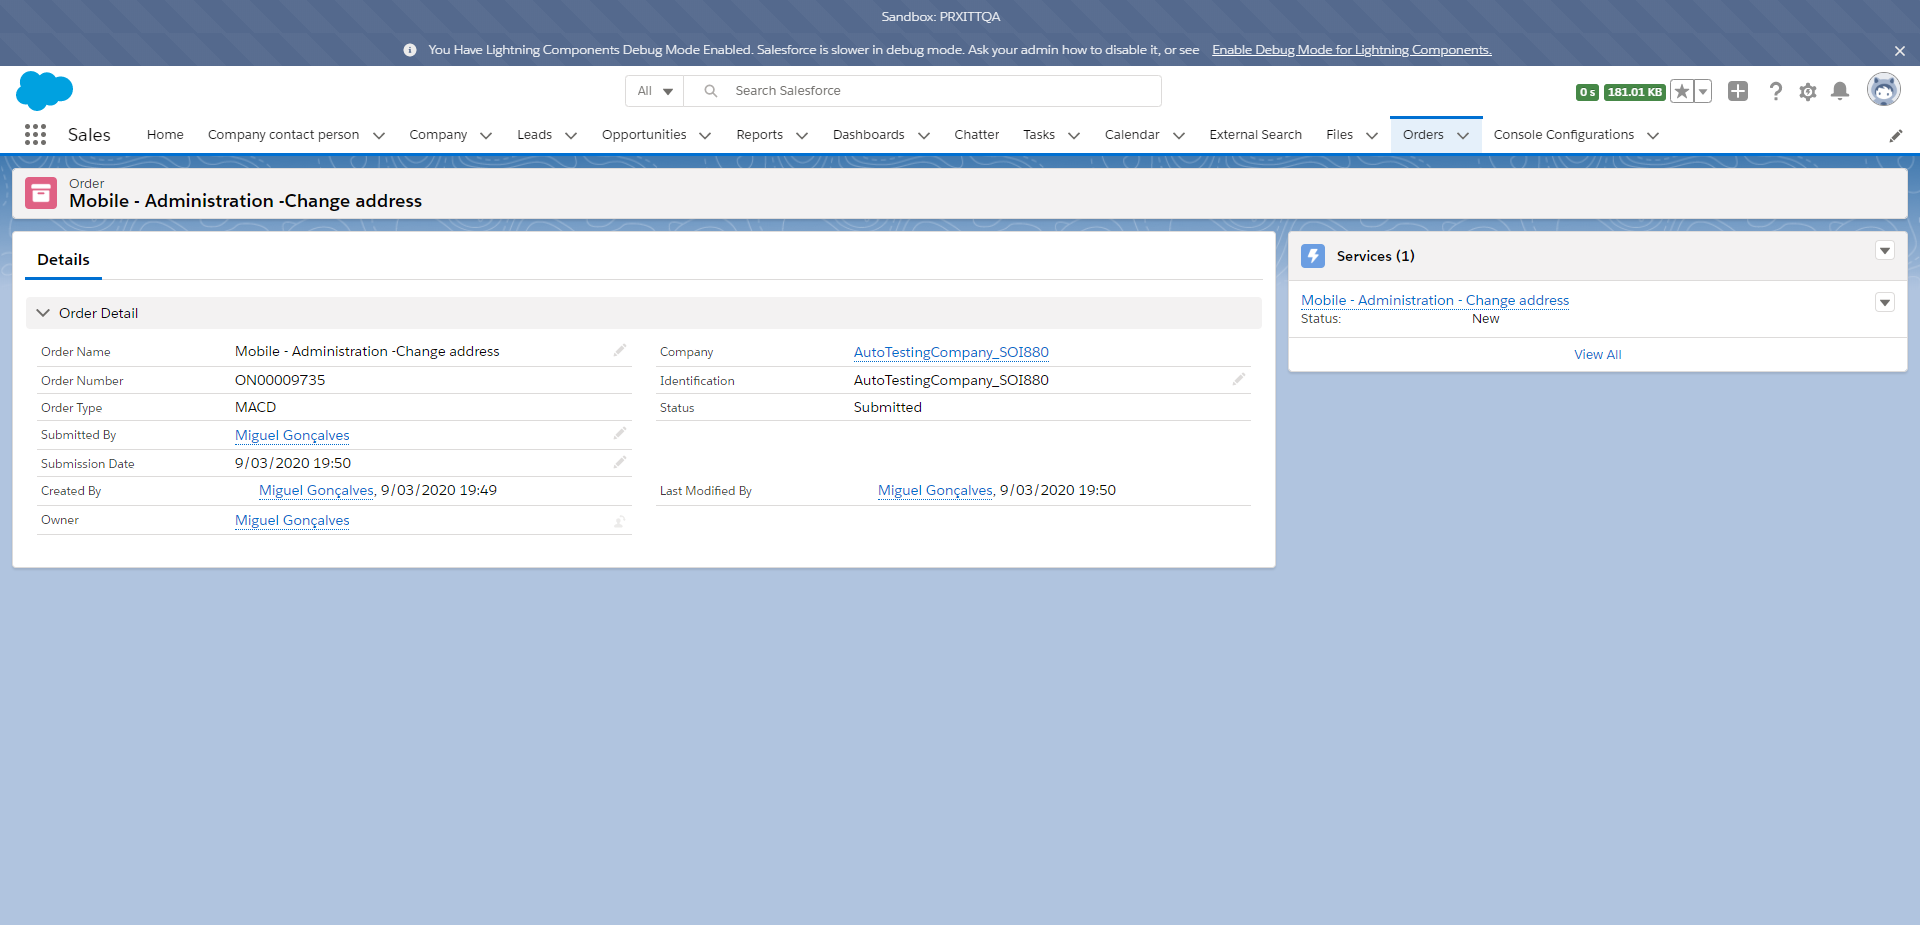 Sandbox: PRXITTQA
You Have Lightning Components Debug Mode Enabled. Salesforce is slower in debug mode. Ask your admin how to disable it, or see Enable Debug Mode for Lightning Components.
All Search Salesforce 0 s 181.01 KB
Sales Home Company contact person Company Leads Opportunities Reports Dashboards Chatter Tasks Calendar External Search Files Orders Console Configurations
Order
Mobile - Administration -Change address
Details
Order Detail
Order Name Mobile - Administration -Change address
Order Number ON00009735
Order Type MACD
Submitted By Miguel Gonçalves
Submission Date 9/03/2020 19:50
Created By Miguel Gonçalves, 9/03/2020 19:49
Owner Miguel Gonçalves
Company AutoTestingCompany_SOI880
Identification AutoTestingCompany_SOI880
Status Submitted
Last Modified By Miguel Gonçalves, 9/03/2020 19:50
Services (1)
Mobile - Administration - Change address
Status: New
View All